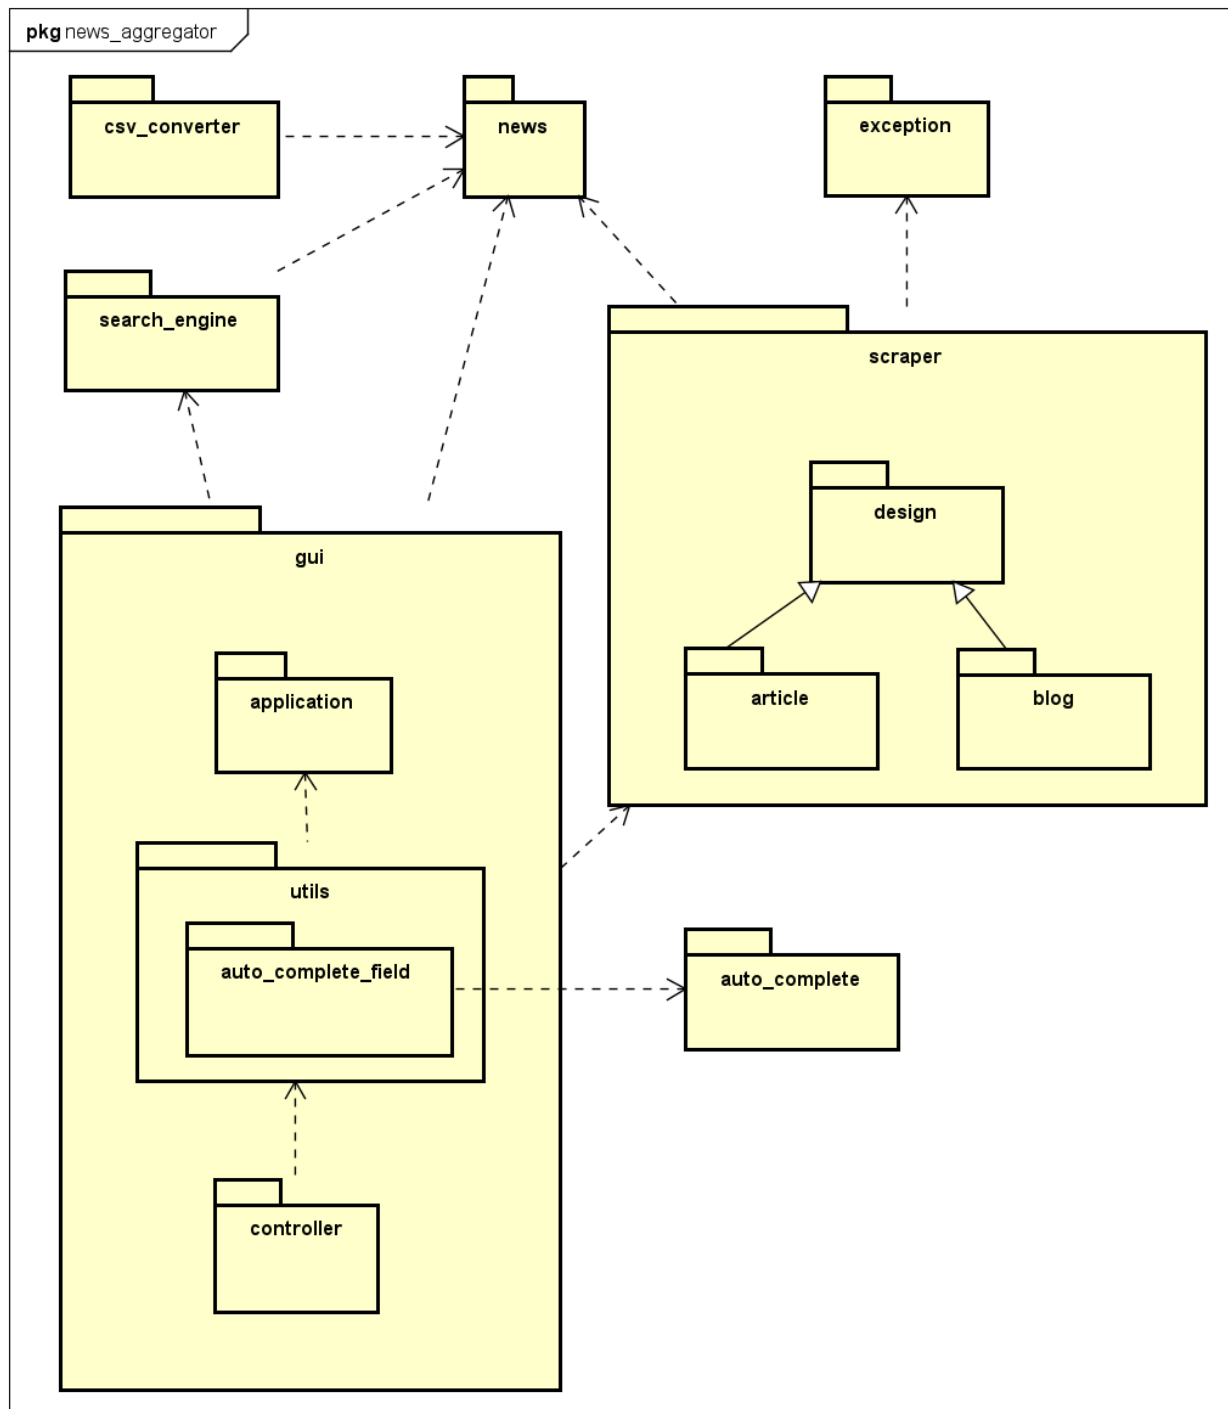 pkg news_aggregator
csv_converter
news
exception
search_engine
scraper
design
article
blog
gui
application
utils
auto_complete_field
auto_complete
controller